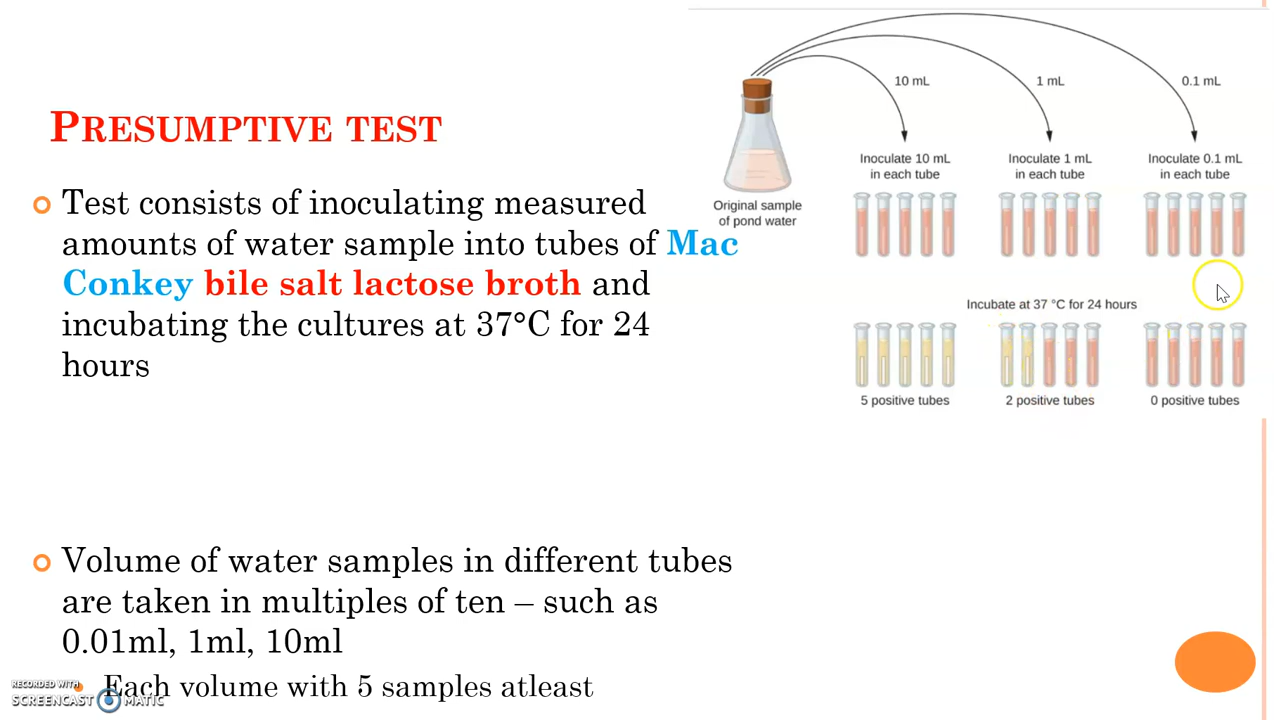 PRESUMPTIVE TEST
Test consists of inoculating measured
amounts of water sample into tubes of Mac
Conkey bile salt lactose broth and
incubating the cultures at 37°C for 24
hours
Volume of water samples in different tubes
are taken in multiples of ten – such as
0.01ml, 1ml, 10ml
Each volume with 5 samples atleast
10 mL
1 mL
0.1 mL
Inoculate 10 mL
in each tube
Inoculate 1 mL
in each tube
Inoculate 0.1 mL
in each tube
Original sample
of pond water
Incubate at 37 °C for 24 hours
5 positive tubes
2 positive tubes
0 positive tubes
RECORDED WITH
SCREENCAST MATIC